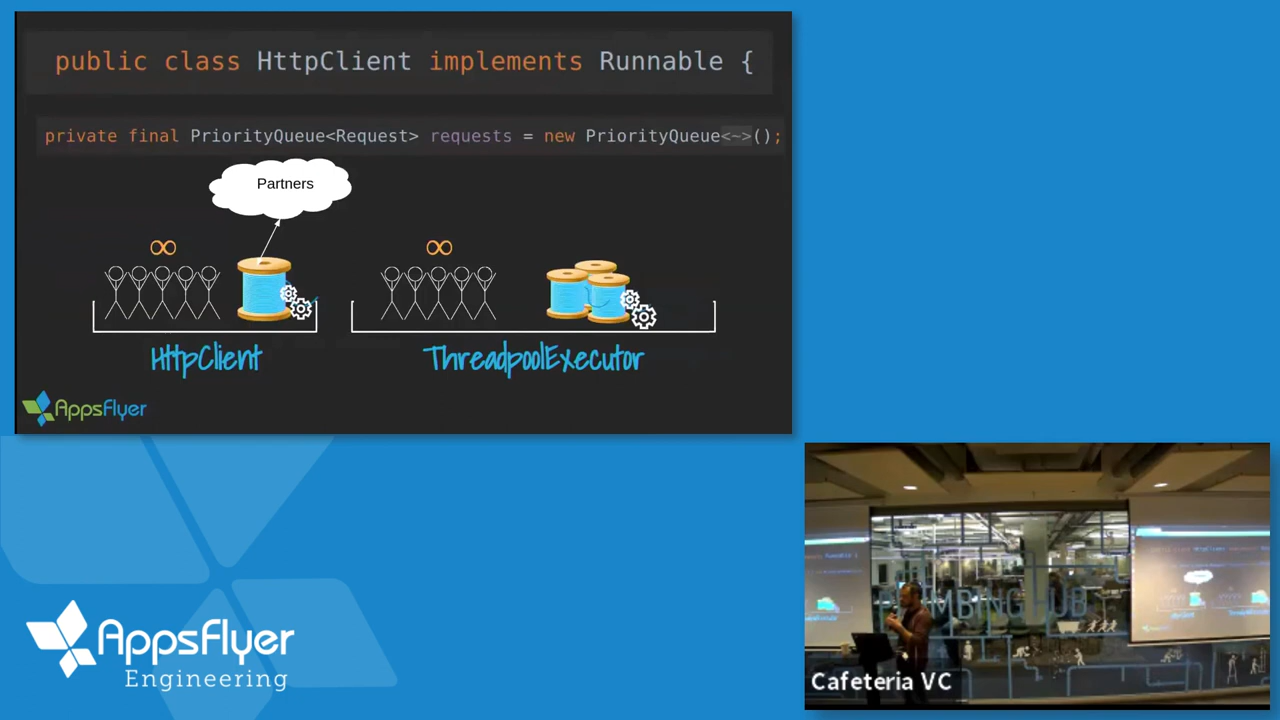 public class HttpClient implements Runnable {
private final PriorityQueue<Request> requests = new PriorityQueue<~>();
Partners
∞
∞
HttpClient
ThreadpoolExecutor
AppsFlyer
AppsFlyer
Engineering
HUB
Cafeteria VC